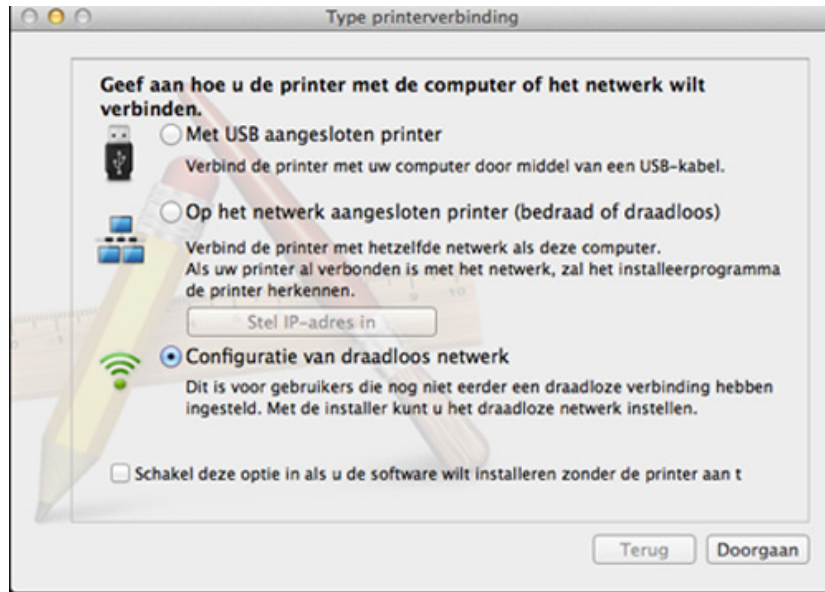 Type printerverbinding
Geef aan hoe u de printer met de computer of het netwerk wilt
verbinden.
Met USB aangesloten printer
Verbind de printer met uw computer door middel van een USB-kabel.
Op het netwerk aangesloten printer (bedraad of draadloos)
Verbind de printer met hetzelfde netwerk als deze computer.
Als uw printer al verbonden is met het netwerk, zal het installeerprogramma
de printer herkennen.
Stel IP-adres in
Configuratie van draadloos netwerk
Dit is voor gebruikers die nog niet eerder een draadloze verbinding hebben
ingesteld. Met de installer kunt u het draadloze netwerk instellen.
Schakel deze optie in als u de software wilt installeren zonder de printer aan t
Terug
Doorgaan